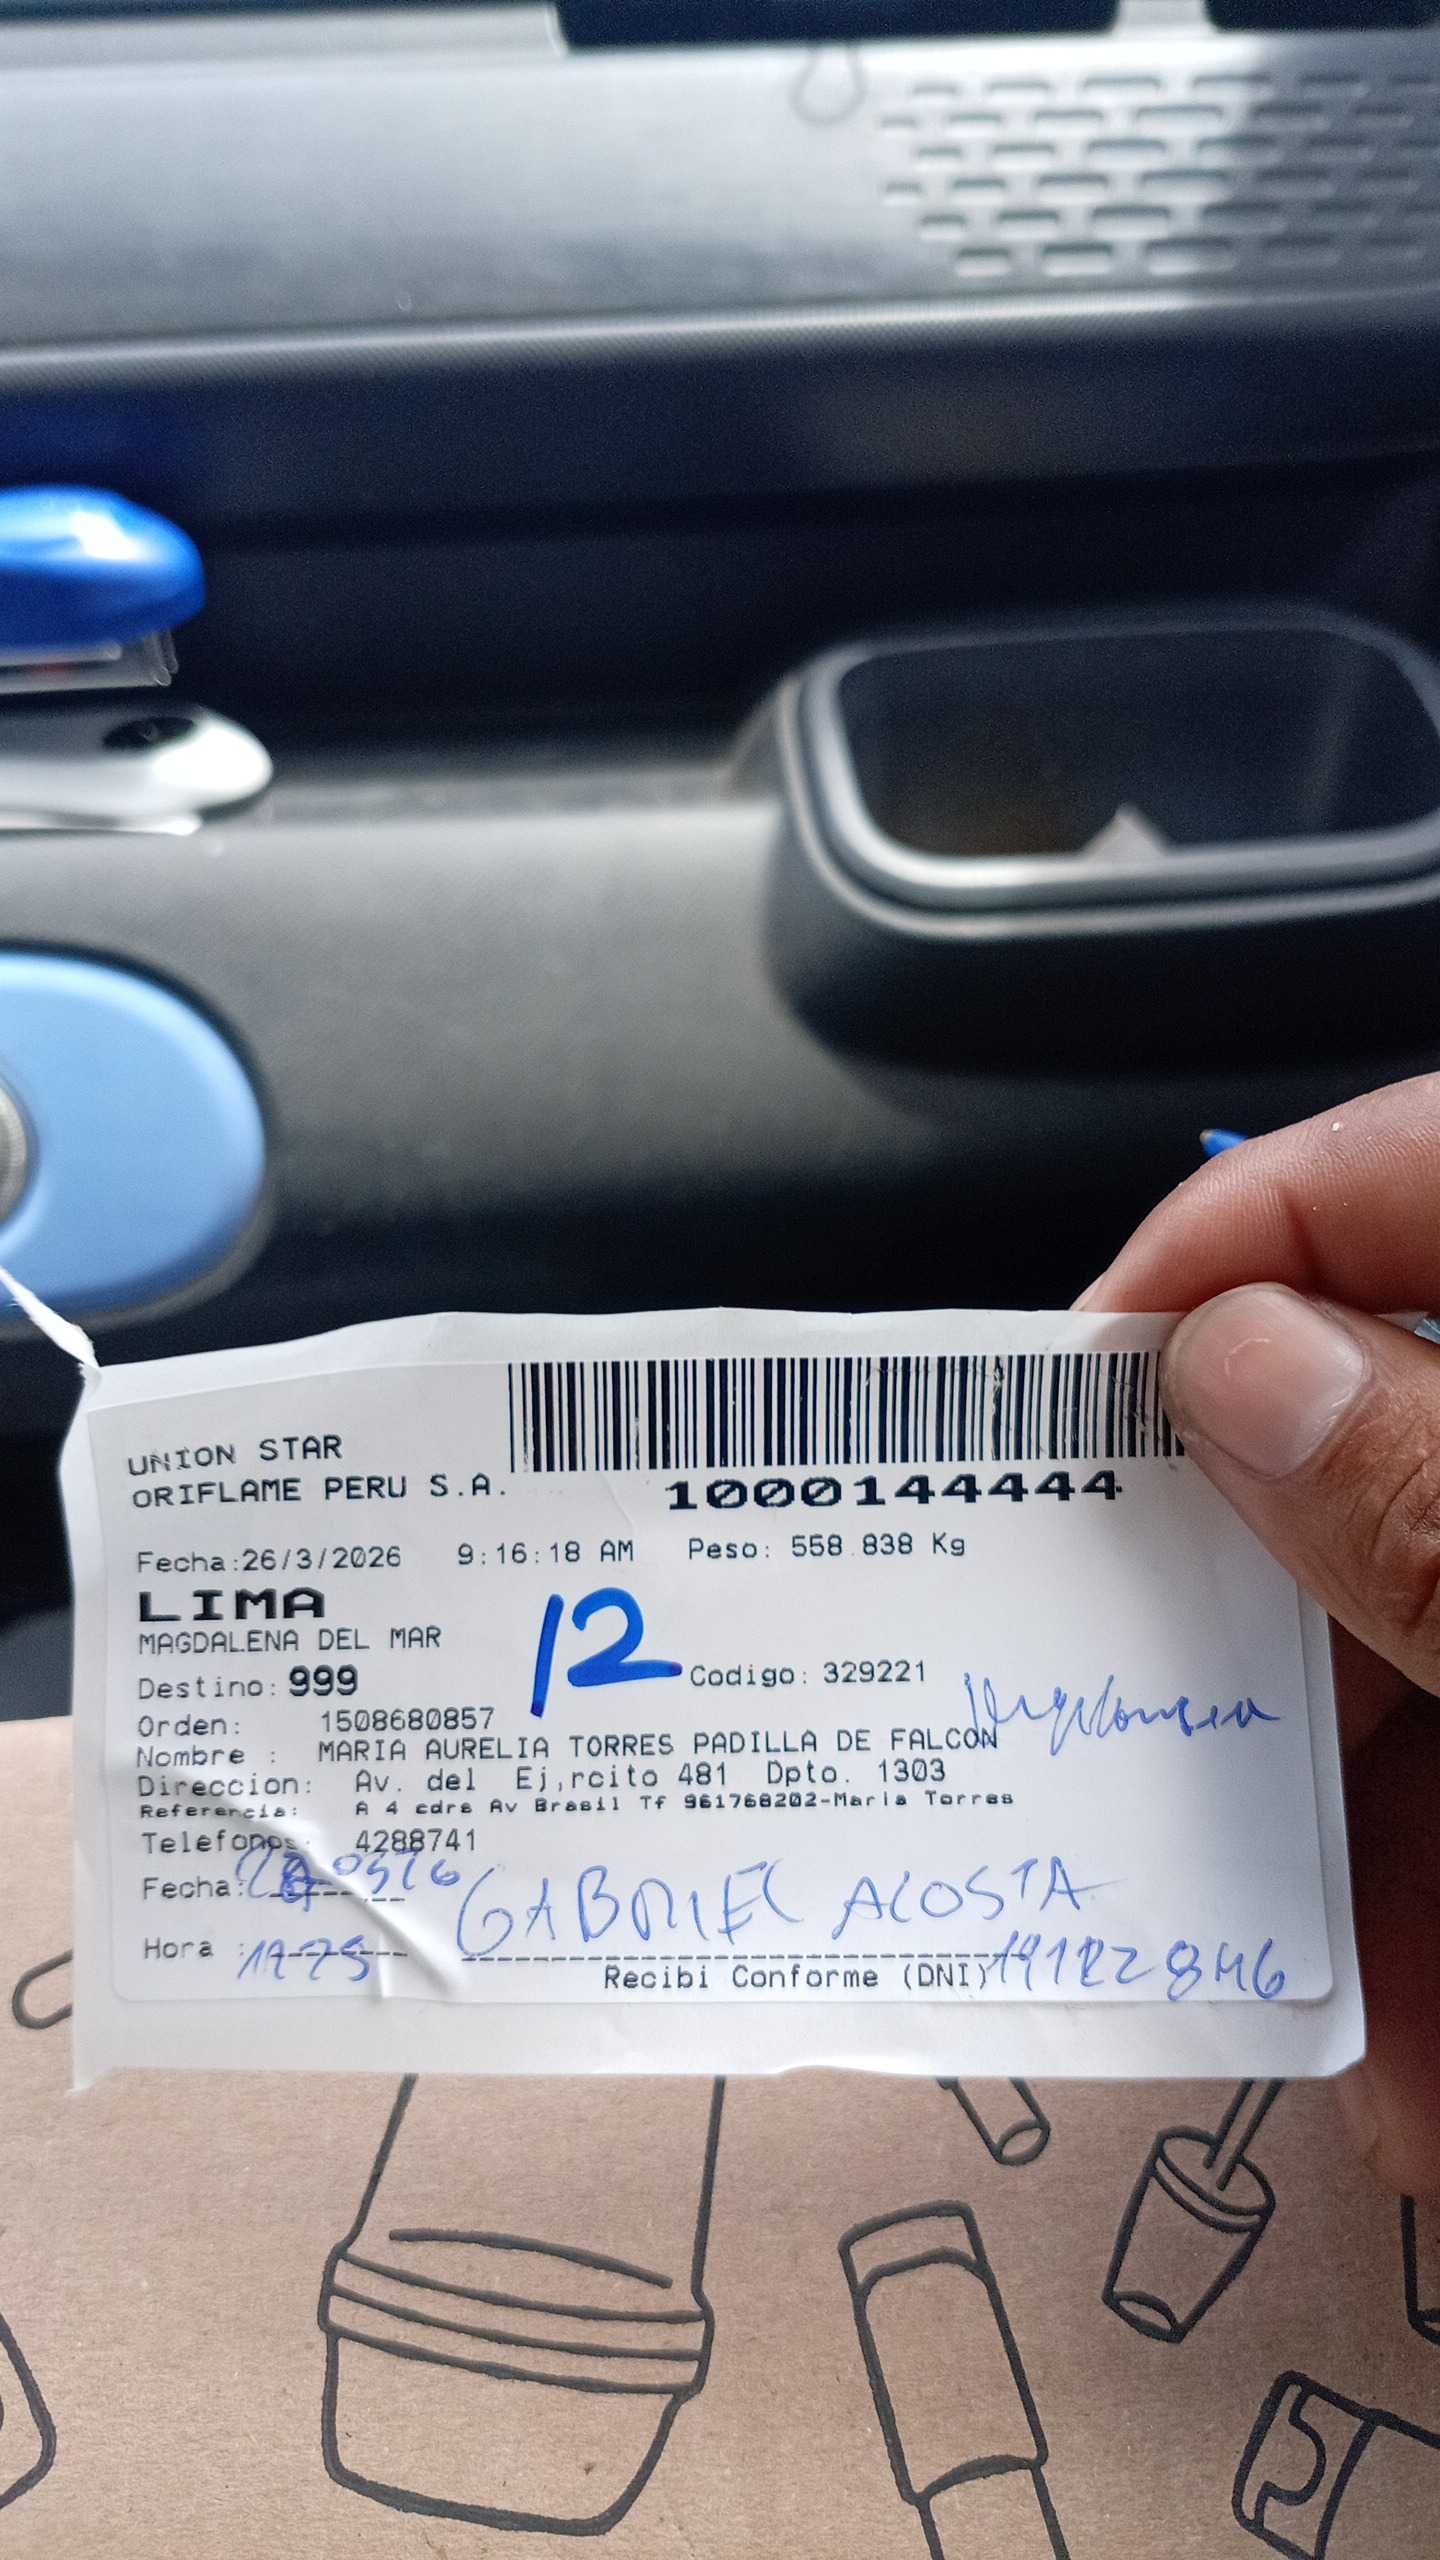 UNION STAR
ORIFLAME PERU S.A.
1000144444
Fecha:26/3/2026 9:16:18 AM Peso: 558.838 Kg
LIMA
MAGDALENA DEL MAR
12
Destino: 999 Codigo: 329221
Orden: 1508680857
Nombre : MARIA AURELIA TORRES PADILLA DE FALCON
Direccion: Av. del Ej,rcito 481 Dpto. 1303
Referencia: A 4 cdrs Av Brasil Tf 961768202-Maria Torres
Telefonos: 4288741
Fecha:
GABRIEL ACOSTA
Hora :
Recibi Conforme (DNI)